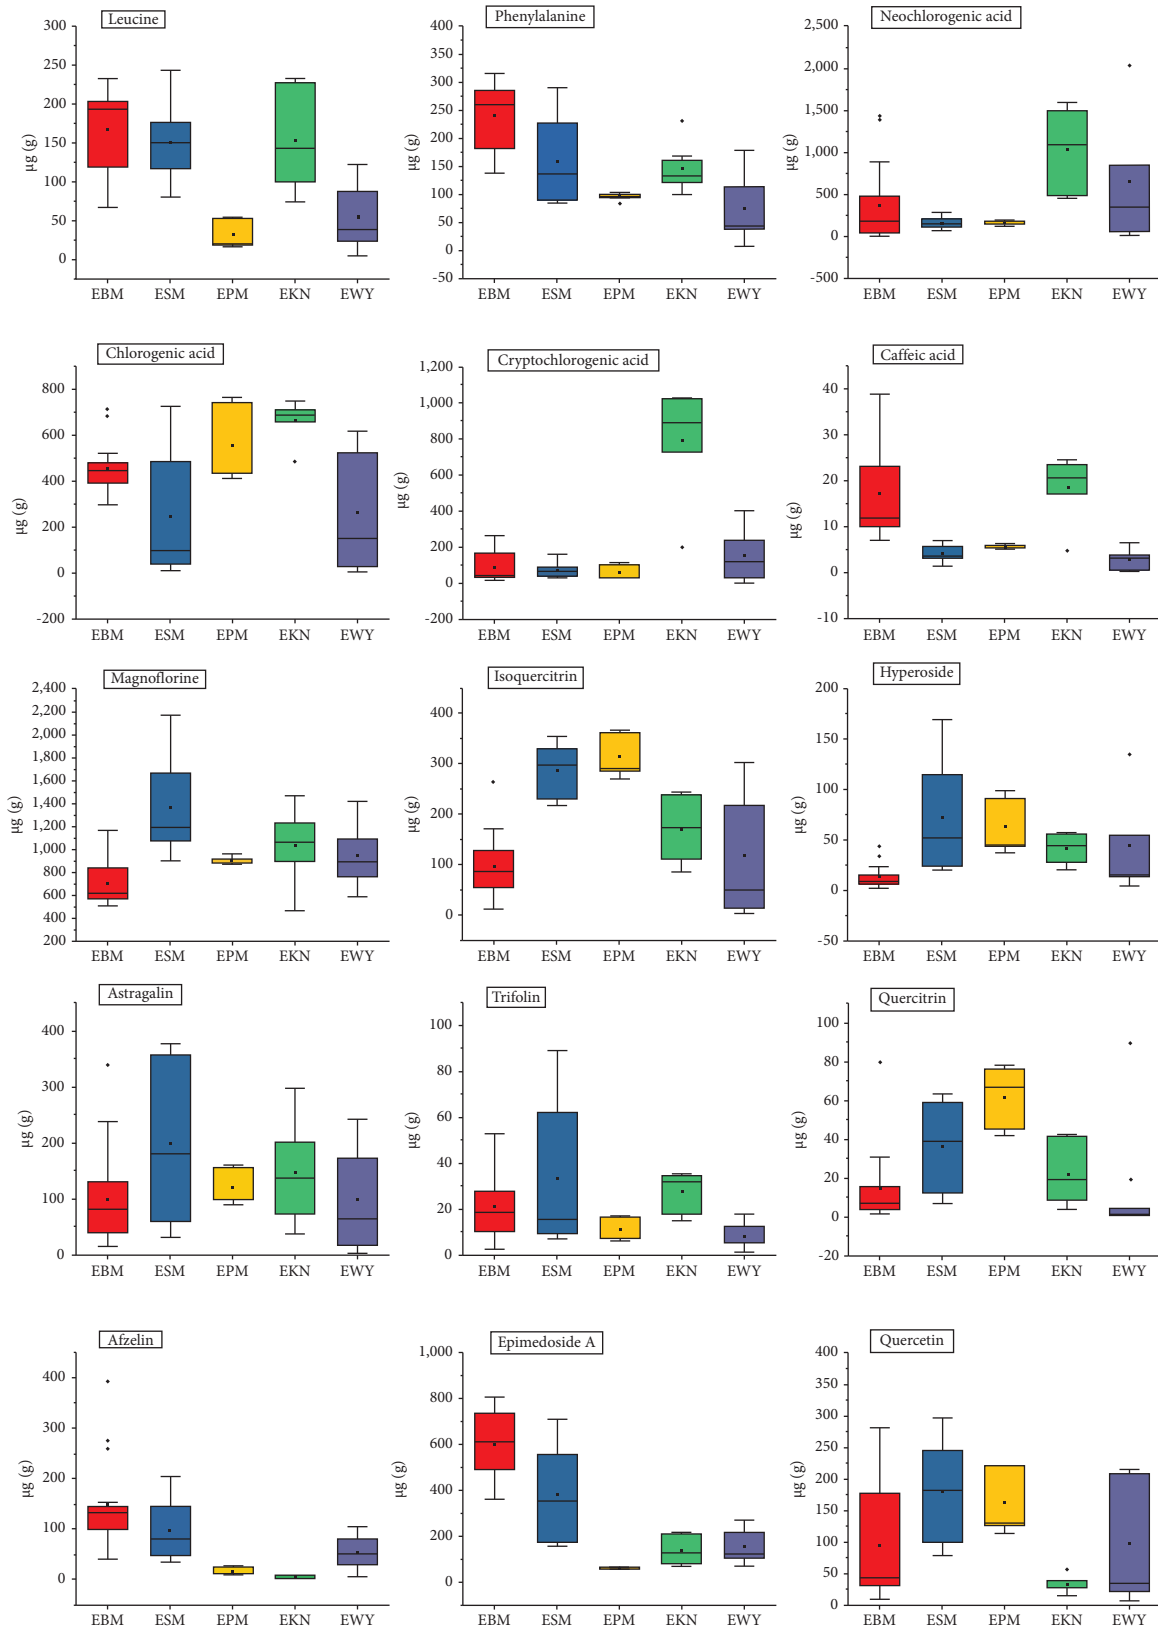 Leucine
300
250
200
150
100
50
0
µg (g)
EBM ESM EPM EKN EWY
Phenylalanine
400
350
300
250
200
150
100
50
0
50
µg (g)
EBM ESM EPM EKN EWY
Neochlorogenic acid
2,500
2,000
1,500
1,000
500
0
-500
µg (g)
EBM ESM EPM EKN EWY
Chlorogenic acid
800
600
400
200
0
-200
µg (g)
EBM ESM EPM EKN EWY
Cryptochlorogenic acid
1,200
1,000
800
600
400
200
0
-200
µg (g)
EBM ESM EPM EKN EWY
Caffeic acid
40
30
20
10
0
-10
µg (g)
EBM ESM EPM EKN EWY
Magnoflorine
2,400
2,200
2,000
1,800
1,600
1,400
1,200
1,000
800
600
400
200
µg (g)
EBM ESM EPM EKN EWY
Isoquercitrin
400
300
200
100
0
µg (g)
EBM ESM EPM EKN EWY
Hyperoside
200
150
100
50
0
-50
µg (g)
EBM ESM EPM EKN EWY
Astragalin
400
300
200
100
0
µg (g)
EBM ESM EPM EKN EWY
Trifolin
100
80
60
40
20
0
µg (g)
EBM ESM EPM EKN EWY
Quercitrin
100
80
60
40
20
0
-20
µg (g)
EBM ESM EPM EKN EWY
Afzelin
400
300
200
100
0
µg (g)
EBM ESM EPM EKN EWY
Epimedoside A
1,000
800
600
400
200
0
µg (g)
EBM ESM EPM EKN EWY
Quercetin
400
350
300
250
200
150
100
50
0
µg (g)
EBM ESM EPM EKN EWY